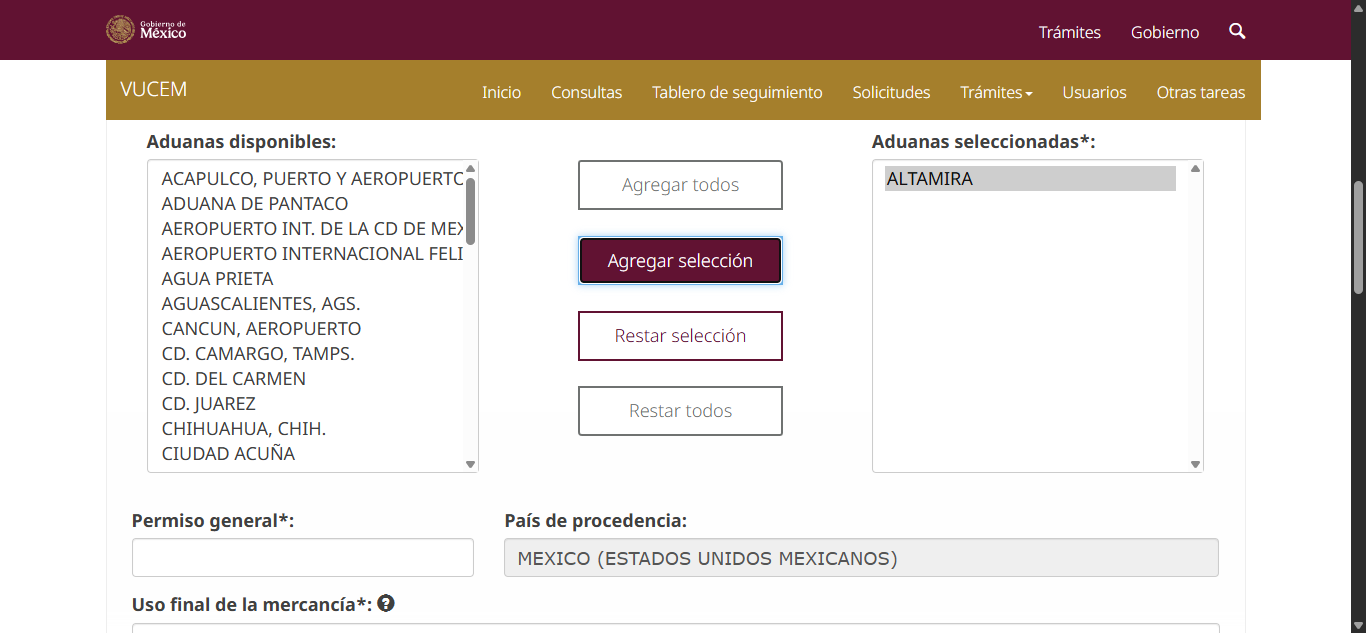 Gobierno de
México
Trámites
Gobierno
VUCEM
Inicio
Consultas
Tablero de seguimiento
Solicitudes
Trámites
Usuarios
Otras tareas
Aduanas disponibles:
ACAPULCO, PUERTO Y AEROPUERTO
ADUANA DE PANTACO
AEROPUERTO INT. DE LA CD DE MEX
AEROPUERTO INTERNACIONAL FELI
AGUA PRIETA
AGUASCALIENTES, AGS.
CANCUN, AEROPUERTO
CD. CAMARGO, TAMPS.
CD. DEL CARMEN
CD. JUAREZ
CHIHUAHUA, CHIH.
CIUDAD ACUÑA
Agregar todos
Agregar selección
Restar selección
Restar todos
Aduanas seleccionadas*:
ALTAMIRA
Permiso general*:
País de procedencia:
MEXICO (ESTADOS UNIDOS MEXICANOS)
Uso final de la mercancía*: ?